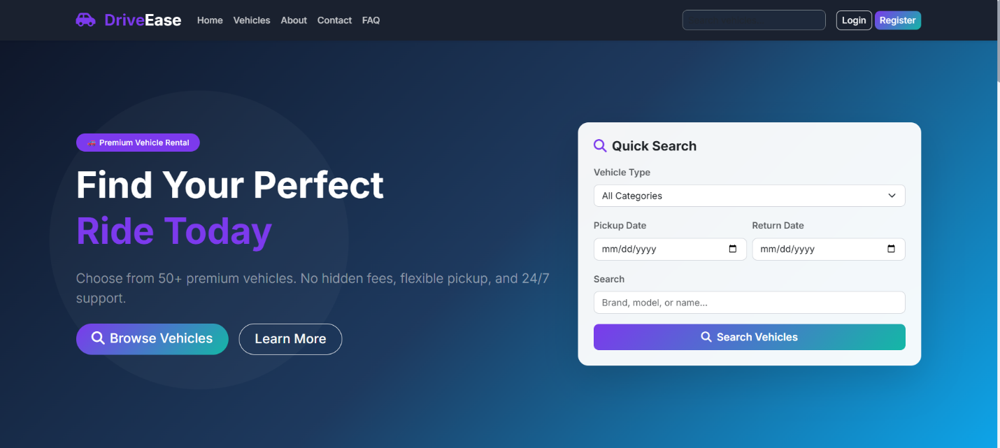 DriveEase
Home Vehicles About Contact FAQ
Login Register
Premium Vehicle Rental
Find Your Perfect
Ride Today
Choose from 50+ premium vehicles. No hidden fees, flexible pickup, and 24/7
support.
Browse Vehicles Learn More
Quick Search
Vehicle Type
All Categories
Pickup Date Return Date
mm/dd/yyyy mm/dd/yyyy
Search
Brand, model, or name...
Search Vehicles